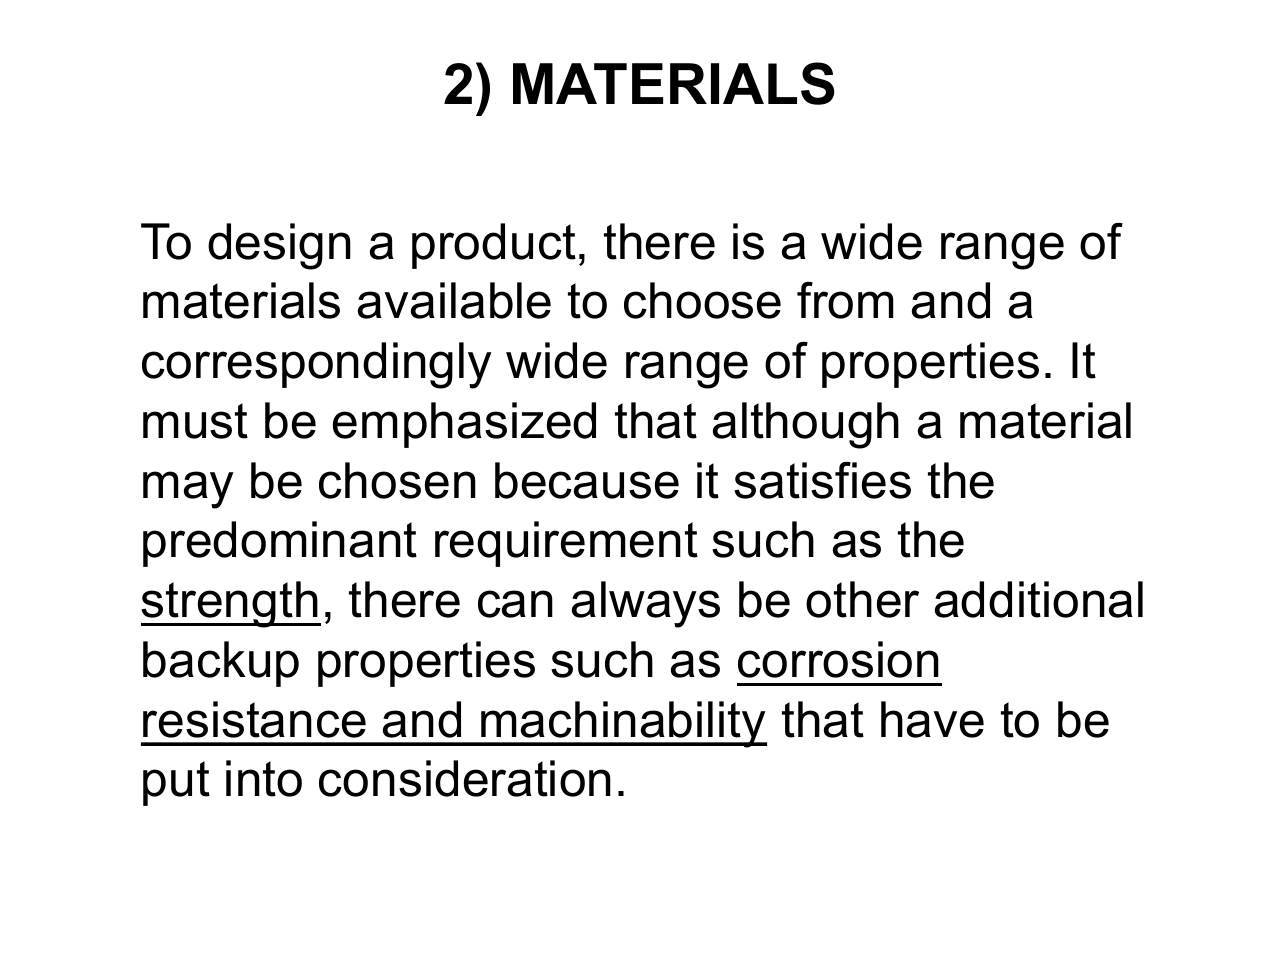 2) MATERIALS
To design a product, there is a wide range of
materials available to choose from and a
correspondingly wide range of properties. It
must be emphasized that although a material
may be chosen because it satisfies the
predominant requirement such as the
strength, there can always be other additional
backup properties such as corrosion
resistance and machinability that have to be
put into consideration.